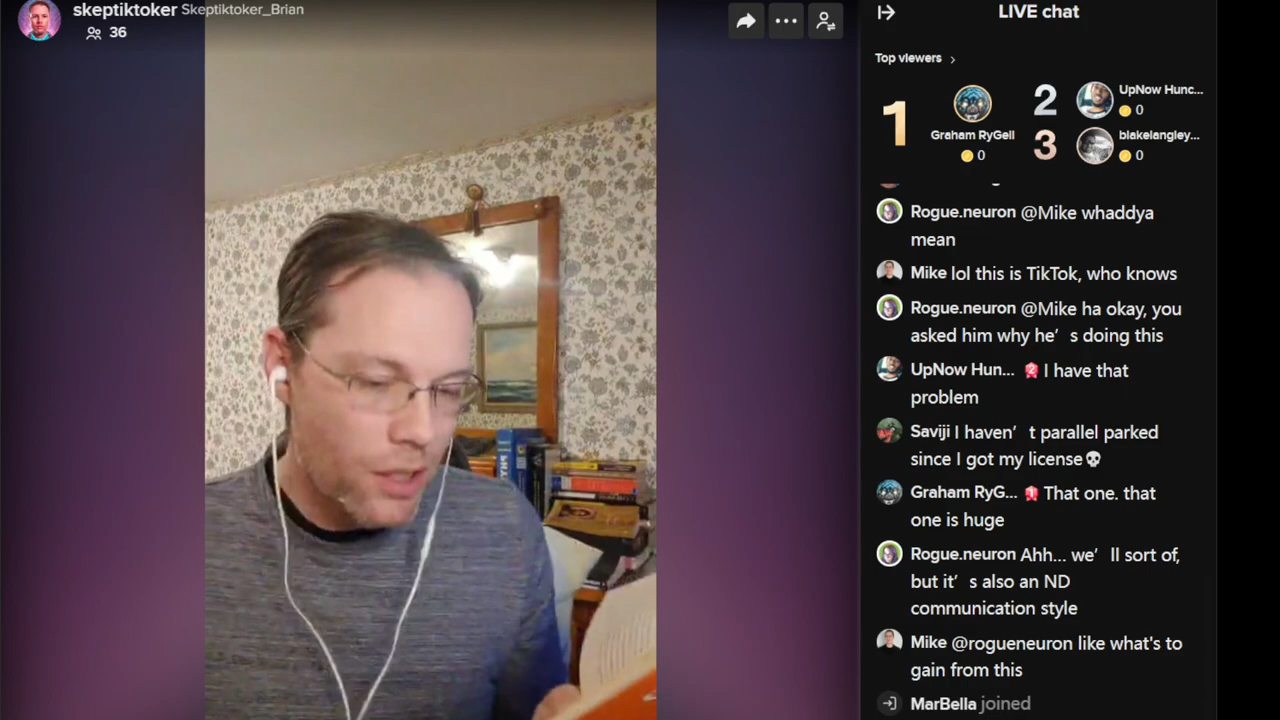 skeptiktoker Skeptiktoker_Brian
36
LIVE chat
Top viewers >
1
Graham RyGell
0
2
UpNow Hunc...
0
3
blakelangley...
0
Rogue.neuron @Mike whaddya
mean
Mike lol this is TikTok, who knows
Rogue.neuron @Mike ha okay, you
asked him why he's doing this
UpNow Hun... 2 I have that
problem
Saviji I haven't parallel parked
since I got my license💀
Graham RyG... 1 That one. that
one is huge
Rogue.neuron Ahh... we'll sort of,
but it's also an ND
communication style
Mike @rogueneuron like what's to
gain from this
MarBella joined